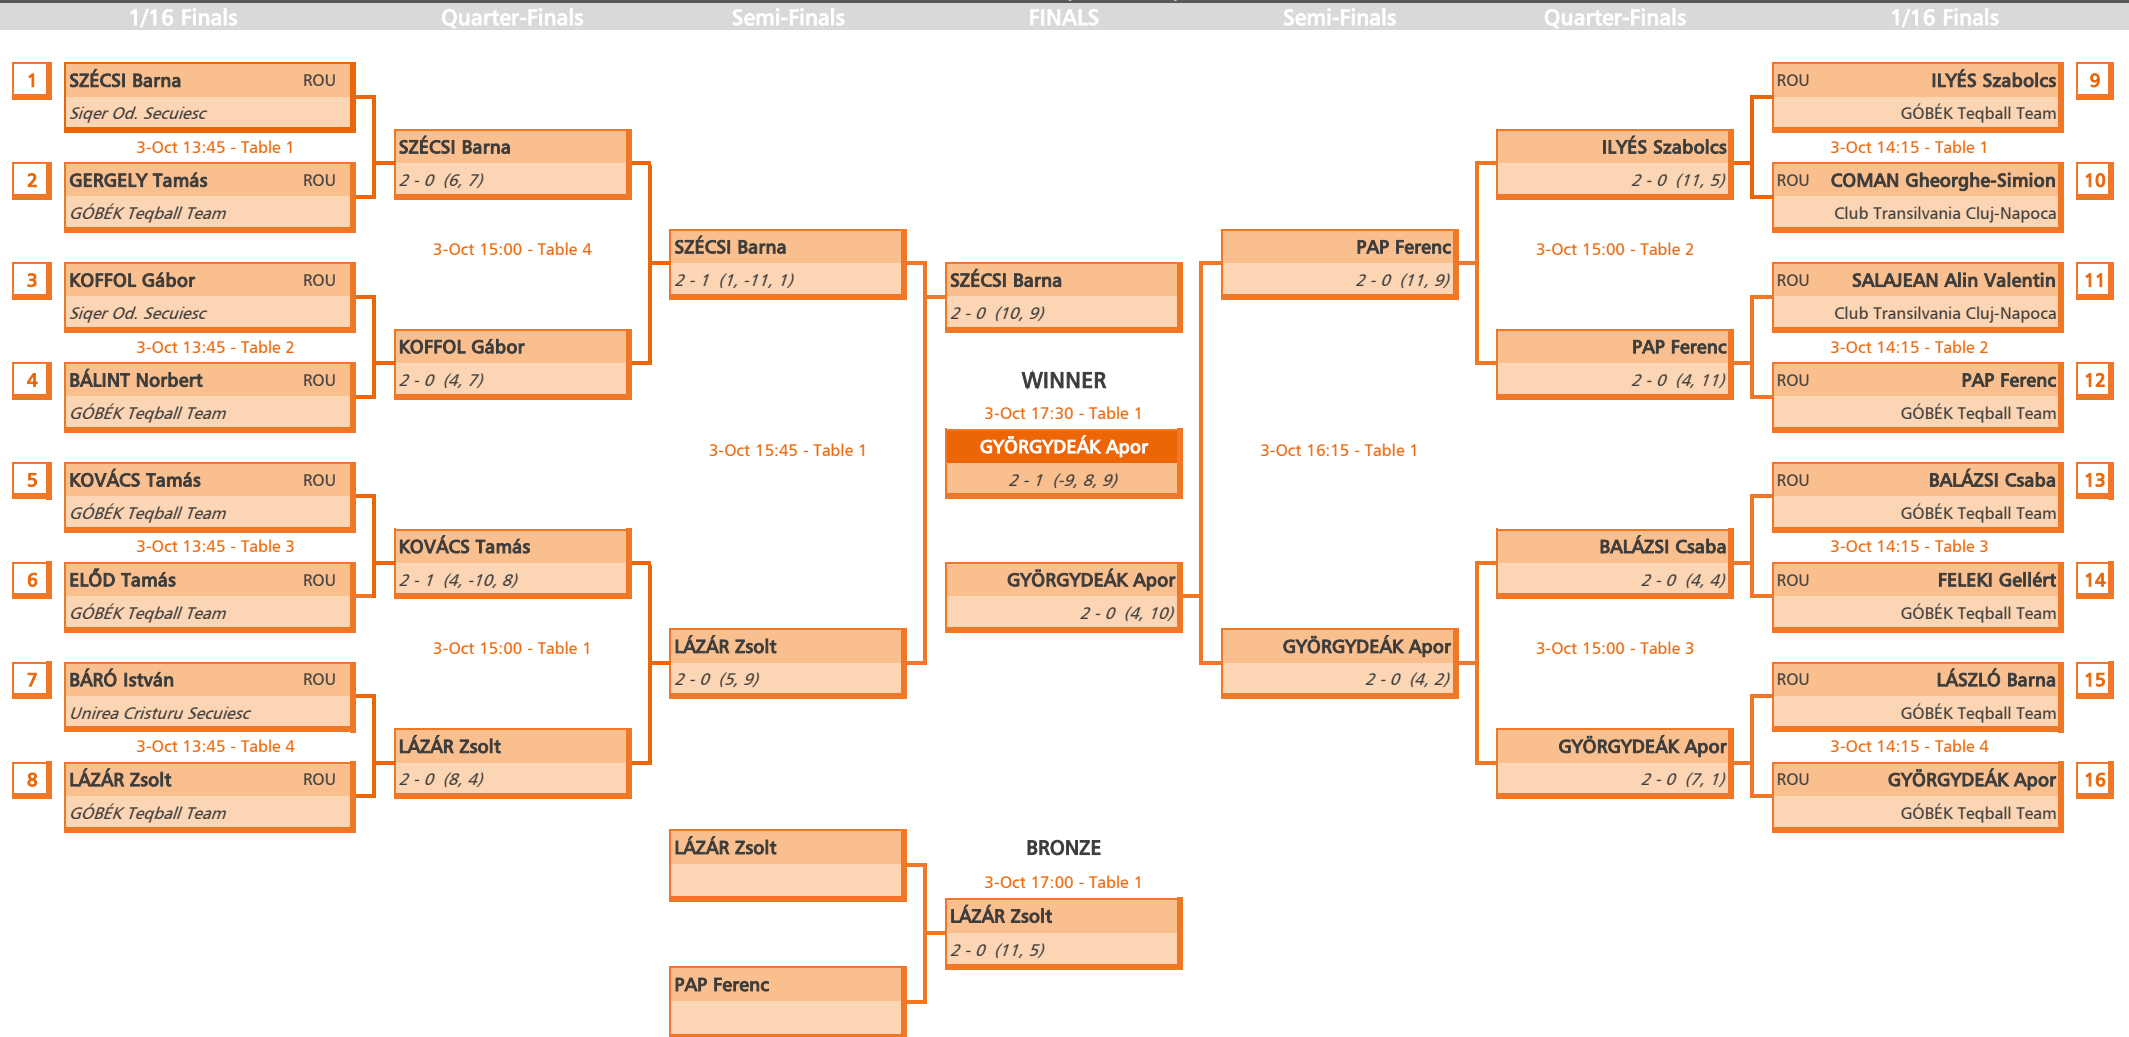 1/16 Finals Quarter-Finals Semi-Finals FINALS Semi-Finals Quarter-Finals 1/16 Finals
1 SZÉCSI Barna ROU
Siqer Od. Secuiesc
3-Oct 13:45 - Table 1
2 GERGELY Tamás ROU
GÓBÉK Teqball Team
3 KOFFOL Gábor ROU
Siqer Od. Secuiesc
3-Oct 13:45 - Table 2
4 BÁLINT Norbert ROU
GÓBÉK Teqball Team
5 KOVÁCS Tamás ROU
GÓBÉK Teqball Team
3-Oct 13:45 - Table 3
6 ELŐD Tamás ROU
GÓBÉK Teqball Team
7 BÁRÓ István ROU
Unirea Cristuru Secuiesc
3-Oct 13:45 - Table 4
8 LÁZÁR Zsolt ROU
GÓBÉK Teqball Team
SZÉCSI Barna
2 - 0 (6, 7)
3-Oct 15:00 - Table 4
KOFFOL Gábor
2 - 0 (4, 7)
KOVÁCS Tamás
2 - 1 (4, -10, 8)
3-Oct 15:00 - Table 1
LÁZÁR Zsolt
2 - 0 (8, 4)
SZÉCSI Barna
2 - 1 (1, -11, 1)
3-Oct 15:45 - Table 1
LÁZÁR Zsolt
2 - 0 (5, 9)
SZÉCSI Barna
2 - 0 (10, 9)
WINNER
3-Oct 17:30 - Table 1
GYÖRGYDEÁK Apor
2 - 1 (-9, 8, 9)
GYÖRGYDEÁK Apor
2 - 0 (4, 10)
PAP Ferenc
2 - 0 (11, 9)
3-Oct 16:15 - Table 1
GYÖRGYDEÁK Apor
2 - 0 (4, 2)
ILYÉS Szabolcs
2 - 0 (11, 5)
3-Oct 15:00 - Table 2
PAP Ferenc
2 - 0 (4, 11)
BALÁZSI Csaba
2 - 0 (4, 4)
3-Oct 15:00 - Table 3
GYÖRGYDEÁK Apor
2 - 0 (7, 1)
ROU ILYÉS Szabolcs 9
GÓBÉK Teqball Team
3-Oct 14:15 - Table 1
ROU COMAN Gheorghe-Simion 10
Club Transilvania Cluj-Napoca
ROU SALAJEAN Alin Valentin 11
Club Transilvania Cluj-Napoca
3-Oct 14:15 - Table 2
ROU PAP Ferenc 12
GÓBÉK Teqball Team
ROU BALÁZSI Csaba 13
GÓBÉK Teqball Team
3-Oct 14:15 - Table 3
ROU FELEKI Gellért 14
GÓBÉK Teqball Team
ROU LÁSZLÓ Barna 15
GÓBÉK Teqball Team
3-Oct 14:15 - Table 4
ROU GYÖRGYDEÁK Apor 16
GÓBÉK Teqball Team
LÁZÁR Zsolt
PAP Ferenc
BRONZE
3-Oct 17:00 - Table 1
LÁZÁR Zsolt
2 - 0 (11, 5)